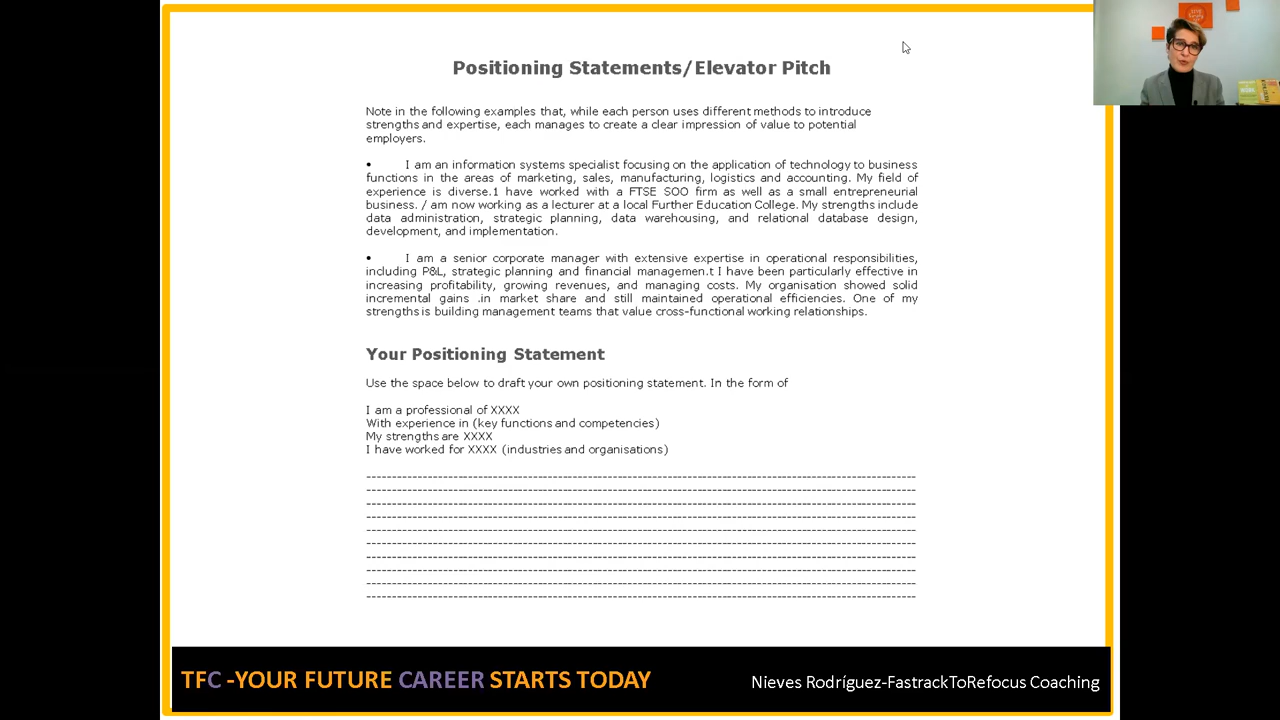 Positioning Statements/Elevator Pitch
Note in the following examples that, while each person uses different methods to introduce
strengths and expertise, each manages to create a clear impression of value to potential
employers.
• I am an information systems specialist focusing on the application of technology to business
functions in the areas of marketing, sales, manufacturing, logistics and accounting. My field of
experience is diverse.1 have worked with a FTSE SOO firm as well as a small entrepreneurial
business. / am now working as a lecturer at a local Further Education College. My strengths include
data administration, strategic planning, data warehousing, and relational database design,
development, and implementation.
• I am a senior corporate manager with extensive expertise in operational responsibilities,
including P&L, strategic planning and financial managemen.t I have been particularly effective in
increasing profitability, growing revenues, and managing costs. My organisation showed solid
incremental gains .in market share and still maintained operational efficiencies. One of my
strengths is building management teams that value cross-functional working relationships.
Your Positioning Statement
Use the space below to draft your own positioning statement. In the form of
I am a professional of XXXX
With experience in (key functions and competencies)
My strengths are XXXX
I have worked for XXXX (industries and organisations)
TFC -YOUR FUTURE CAREER STARTS TODAY
Nieves Rodríguez-FastrackToRefocus Coaching